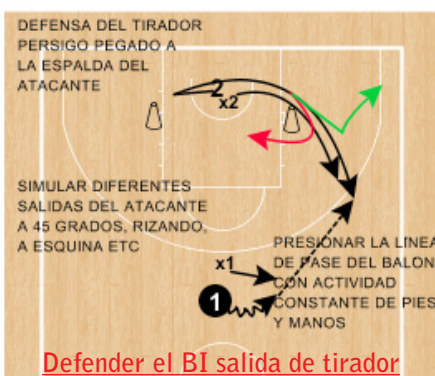 DEFENSA DEL TIRADOR
PERSIGO PEGADO A
LA ESPALDA DEL
ATACANTE
2
x2
SIMULAR DIFERENTES
SALIDAS DEL ATACANTE
A 45 GRADOS, RIZANDO,
A ESQUINA ETC
x1
1
PRESIONAR LA LINEA
DE PASE DEL BALON
CON ACTIVIDAD
CONSTANTE DE PIES
Y MANOS
Defender el BI salida de tirador